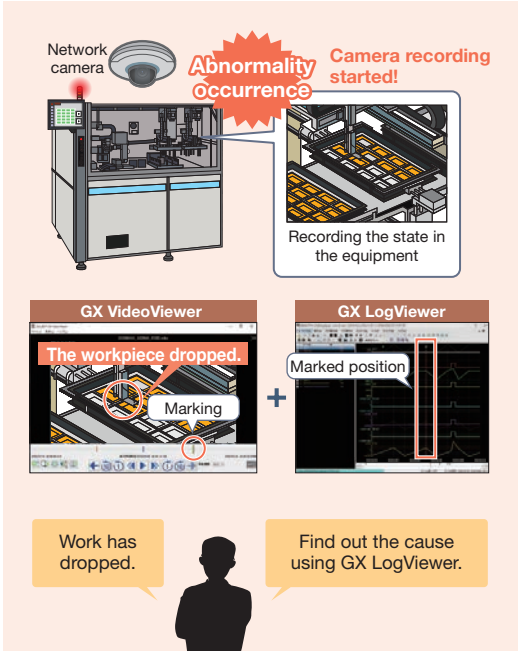 Network
camera
Abnormality
occurrence
Camera recording
started!
Recording the state in
the equipment
GX VideoViewer
The workpiece dropped.
Marking
+
GX LogViewer
Marked position
Work has
dropped.
Find out the cause
using GX LogViewer.